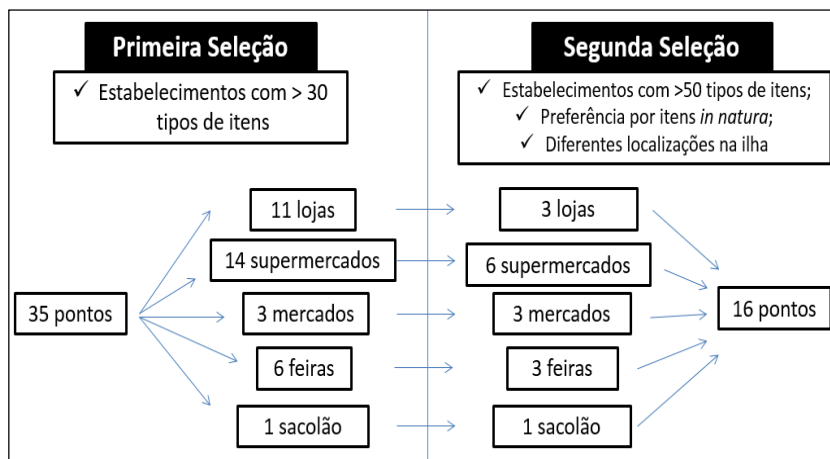 Primeira Seleção
✓ Estabelecimentos com > 30
tipos de itens
35 pontos
11 lojas
14 supermercados
3 mercados
6 feiras
1 sacolão
Segunda Seleção
✓ Estabelecimentos com >50 tipos de itens;
✓ Preferência por itens in natura;
✓ Diferentes localizações na ilha
3 lojas
6 supermercados
3 mercados
3 feiras
1 sacolão
16 pontos